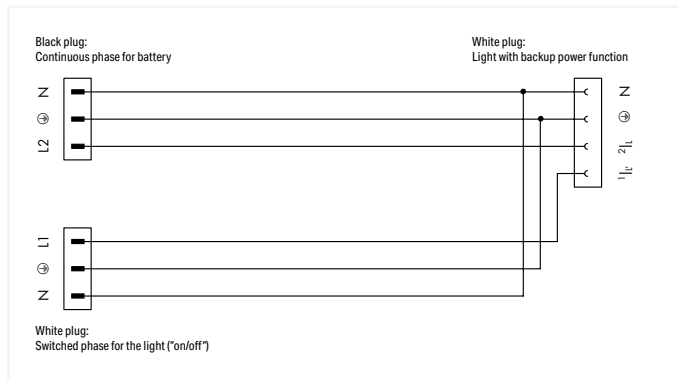 Black plug:
Continuous phase for battery
White plug:
Light with backup power function
N
L2
N
2|L
1|L'
L1
N
White plug:
Switched phase for the light ("on/off")